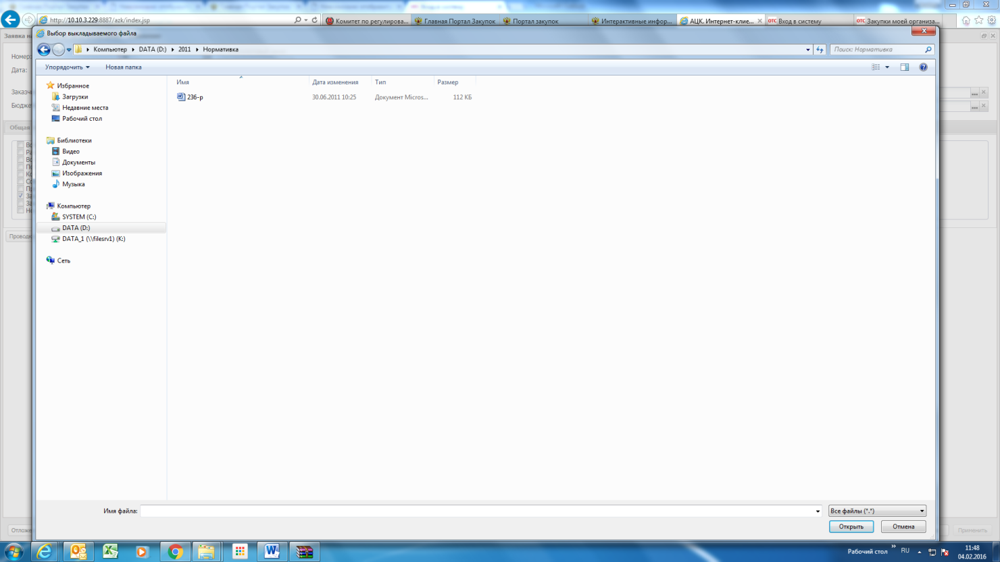 http://10.10.3.229:8887/azk/index.jsp
Комитет по регулирова...
Главная Портал Закупок
Портал закупок
Интерактивные инфор...
АЦК. Интернет-клие...
отс Вход в систему
отс Закупки моей организа...
Заявка н
Выбор выкладываемого файла
Компьютер ▸ DATA (D:) ▸ 2011 ▸ Нормативка
Поиск: Нормативка
Номер:
Дата:
Заказч
Бюдже
Общая
Упорядочить
Новая папка
Имя
Дата изменения
Тип
Размер
236-р
30.06.2011 10:25
Документ Micros...
112 КБ
Избранное
Загрузки
Недавние места
Рабочий стол
Библиотеки
Видео
Документы
Изображения
Музыка
Компьютер
SYSTEM (C:)
DATA (D:)
DATA_1 (\\filesrv1) (K:)
Сеть
Проводк
Имя файла:
Все файлы (*.*)
Открыть
Отмена
Отложе
Применить
Рабочий стол
RU
11:48
04.02.2016